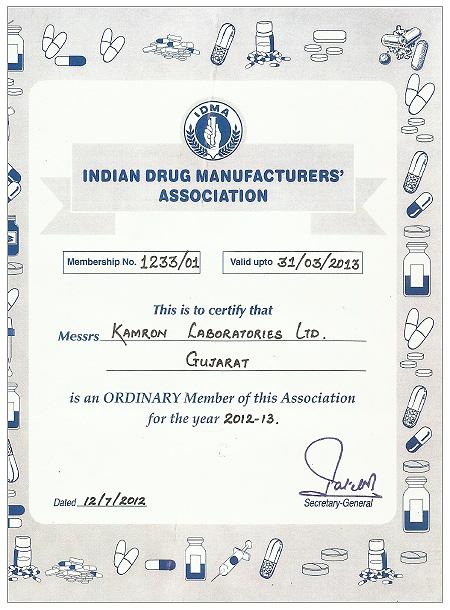 IDMA
INDIAN DRUG MANUFACTURERS'
ASSOCIATION
Membership No. 1233/01 Valid upto 31/03/2013
This is to certify that
Messrs KAMRON LABORATORIES LTD.
GUJARAT
is an ORDINARY Member of this Association
for the year 2012-13.
Dated 12/7/2012 Secretary-General